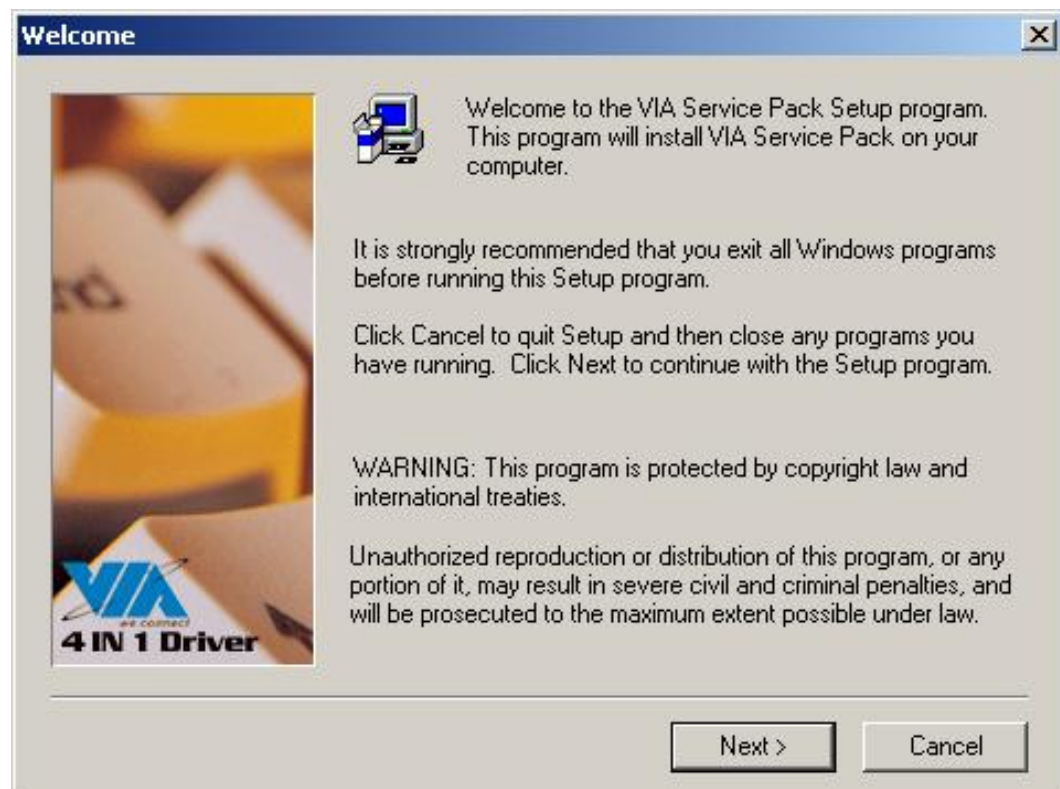 Welcome
Welcome to the VIA Service Pack Setup program.
This program will install VIA Service Pack on your
computer.
It is strongly recommended that you exit all Windows programs
before running this Setup program.
Click Cancel to quit Setup and then close any programs you
have running.  Click Next to continue with the Setup program.
WARNING: This program is protected by copyright law and
international treaties.
Unauthorized reproduction or distribution of this program, or any
portion of it, may result in severe civil and criminal penalties, and
will be prosecuted to the maximum extent possible under law.
nd
VIA
we connect
4 IN 1 Driver
Next >
Cancel